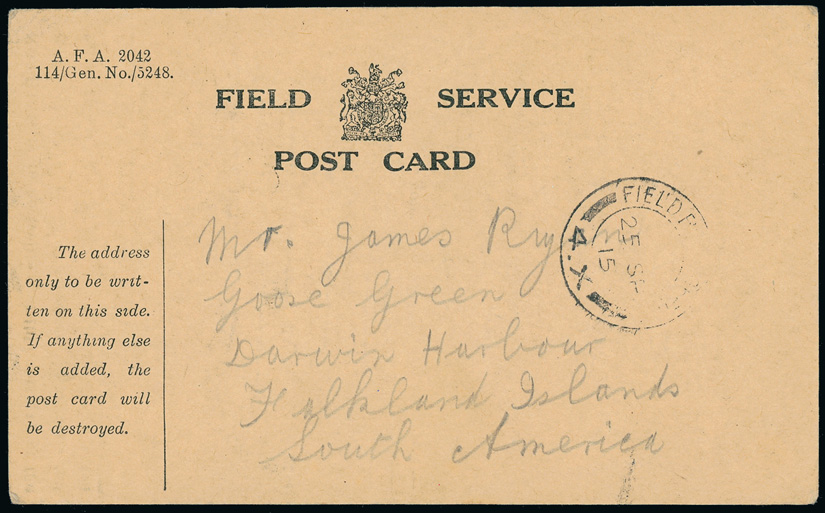 A. F. A. 2042
114/Gen. No./5248.
FIELD SERVICE
POST CARD
FIELD
25 SE
15
4.X
The address
only to be writ-
ten on this side.
If anything else
is added, the
post card will
be destroyed.
Mr. James
Goose Green
Darwin Harbour
Falkland Islands
South America